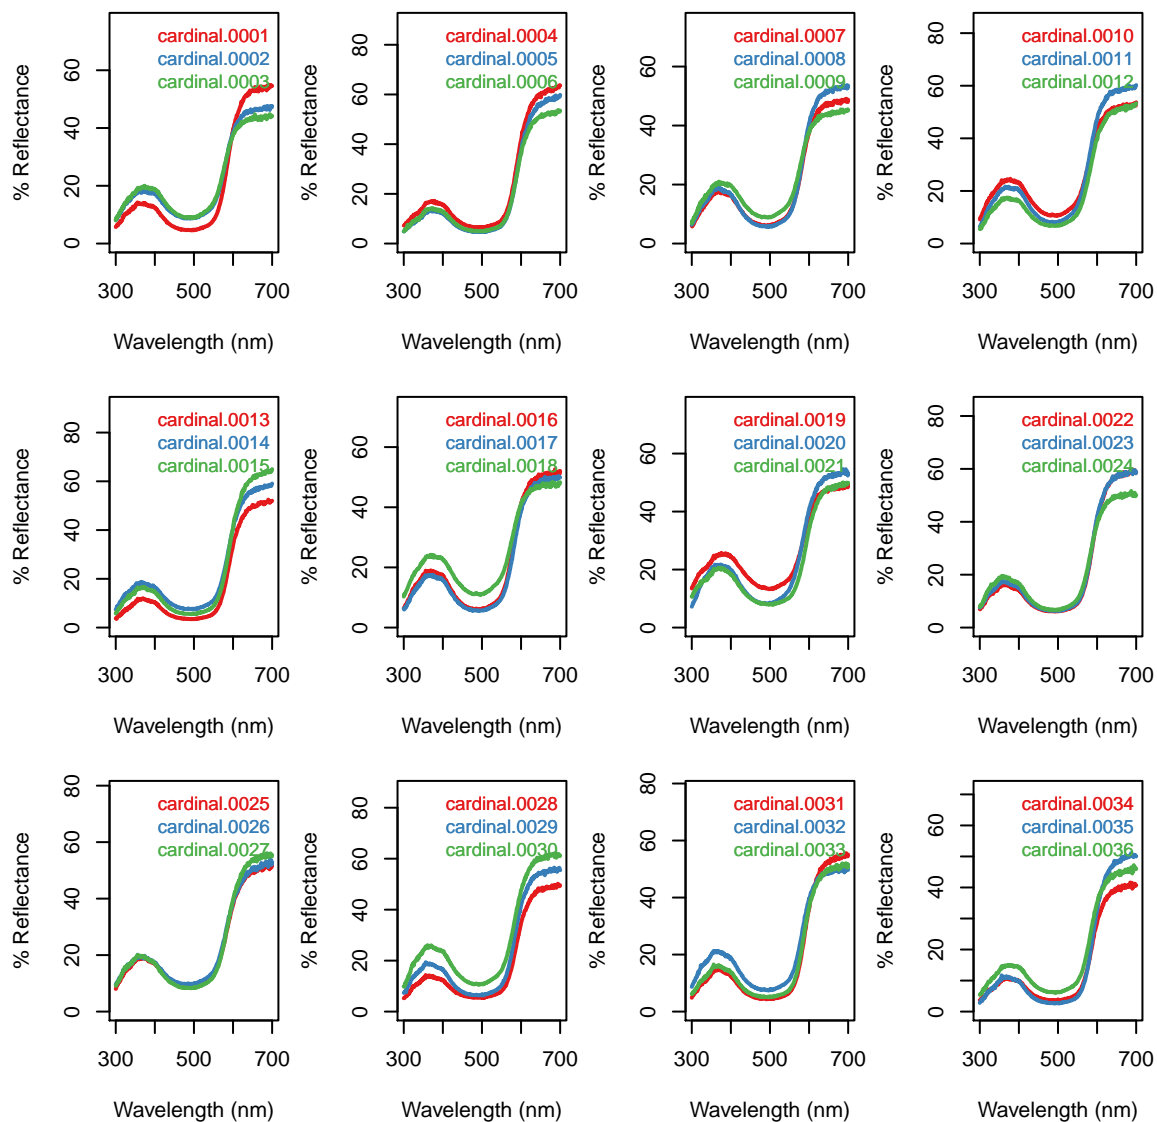 % Reflectance
0 20 40 60
cardinal.0001
cardinal.0002
cardinal.0003
300 500 700
Wavelength (nm)
% Reflectance
0 20 40 60 80
cardinal.0004
cardinal.0005
cardinal.0006
300 500 700
Wavelength (nm)
% Reflectance
0 20 40 60
cardinal.0007
cardinal.0008
cardinal.0009
300 500 700
Wavelength (nm)
% Reflectance
0 20 40 60 80
cardinal.0010
cardinal.0011
cardinal.0012
300 500 700
Wavelength (nm)
% Reflectance
0 20 40 60 80
cardinal.0013
cardinal.0014
cardinal.0015
300 500 700
Wavelength (nm)
% Reflectance
0 20 40 60
cardinal.0016
cardinal.0017
cardinal.0018
300 500 700
Wavelength (nm)
% Reflectance
0 20 40 60
cardinal.0019
cardinal.0020
cardinal.0021
300 500 700
Wavelength (nm)
% Reflectance
0 20 40 60 80
cardinal.0022
cardinal.0023
cardinal.0024
300 500 700
Wavelength (nm)
% Reflectance
0 20 40 60 80
cardinal.0025
cardinal.0026
cardinal.0027
300 500 700
Wavelength (nm)
% Reflectance
0 20 40 60 80
cardinal.0028
cardinal.0029
cardinal.0030
300 500 700
Wavelength (nm)
% Reflectance
0 20 40 60 80
cardinal.0031
cardinal.0032
cardinal.0033
300 500 700
Wavelength (nm)
% Reflectance
0 20 40 60
cardinal.0034
cardinal.0035
cardinal.0036
300 500 700
Wavelength (nm)